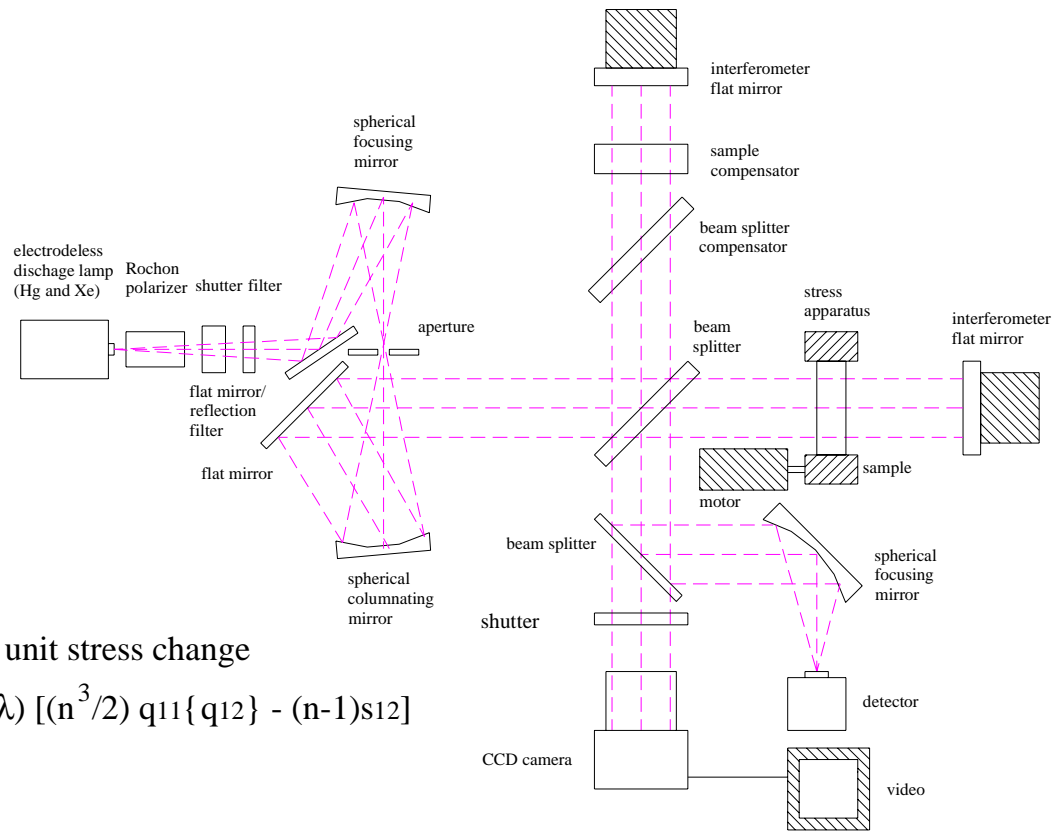 interferometer
flat mirror
spherical
focusing
mirror
sample
compensator
beam splitter
compensator
electrodeless
dischage lamp
(Hg and Xe)
Rochon
polarizer
shutter filter
aperture
beam
splitter
stress
apparatus
interferometer
flat mirror
flat mirror/
reflection
filter
flat mirror
motor
sample
beam splitter
spherical
focusing
mirror
spherical
columnating
mirror
shutter
unit stress change
λ) [(n^3/2) q11{q12} - (n-1)s12]
detector
CCD camera
video